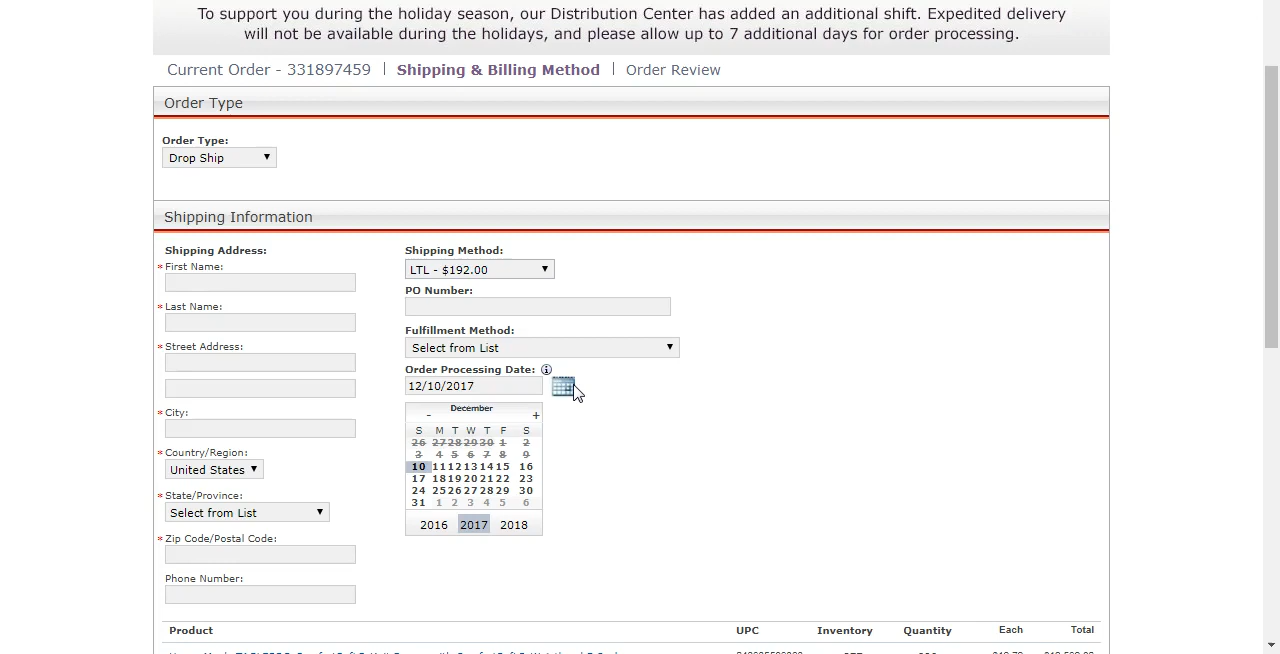 To support you during the holiday season, our Distribution Center has added an additional shift. Expedited delivery
will not be available during the holidays, and please allow up to 7 additional days for order processing.
Current Order - 331897459 | Shipping & Billing Method | Order Review
Order Type
Order Type:
Drop Ship
Shipping Information
Shipping Address:
* First Name:
* Last Name:
* Street Address:
* City:
* Country/Region:
United States
* State/Province:
Select from List
* Zip Code/Postal Code:
Phone Number:
Shipping Method:
LTL - $192.00
PO Number:
Fulfillment Method:
Select from List
Order Processing Date:
12/10/2017
- December +
S M T W T F S
26 27 28 29 30 1 2
3 4 5 6 7 8 9
10 11 12 13 14 15 16
17 18 19 20 21 22 23
24 25 26 27 28 29 30
31 1 2 3 4 5 6
2016 2017 2018
Product UPC Inventory Quantity Each Total